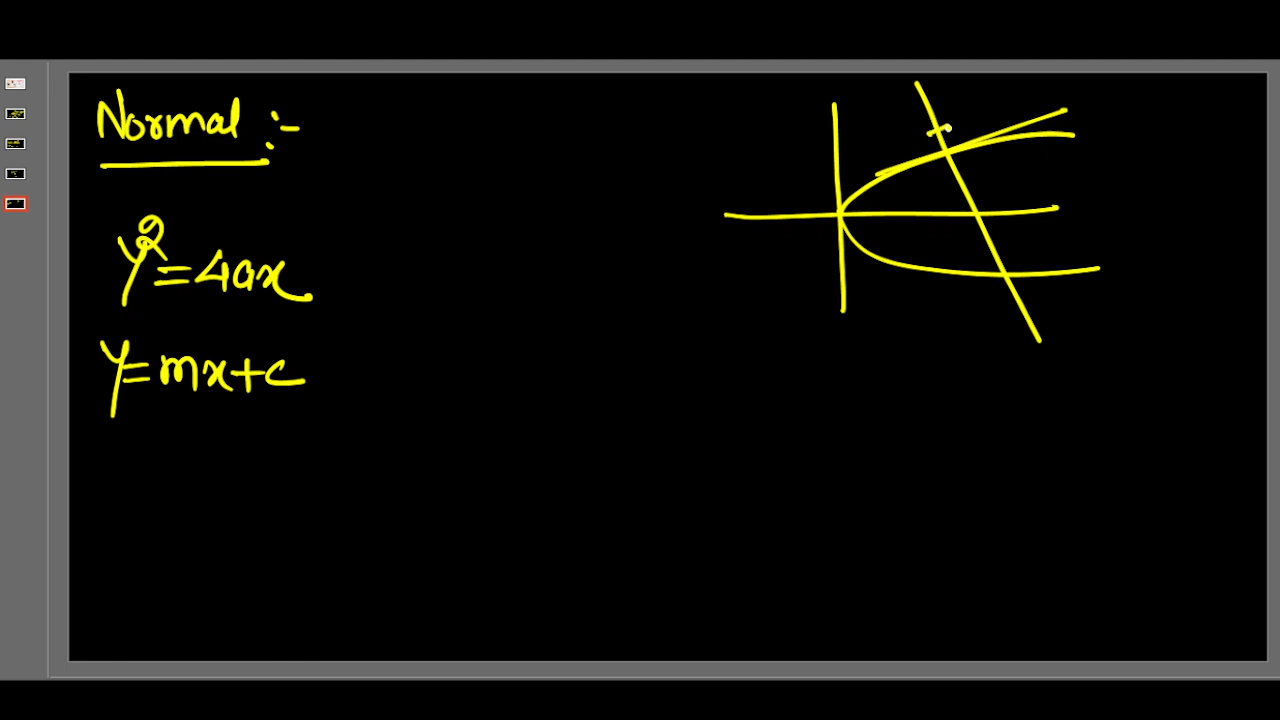 Normal :-
y²=4ax
y=mx+c